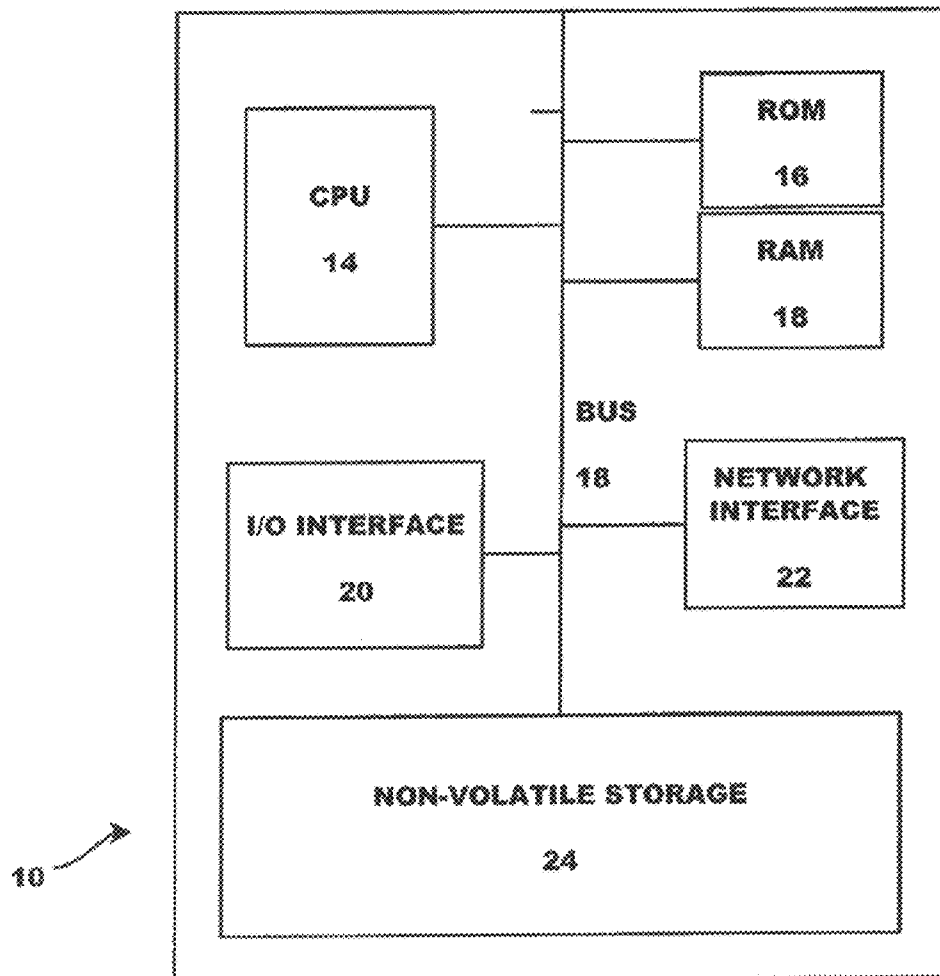 CPU
14
ROM
16
RAM
18
BUS
18
I/O INTERFACE
20
NETWORK
INTERFACE
22
NON-VOLATILE STORAGE
24
10